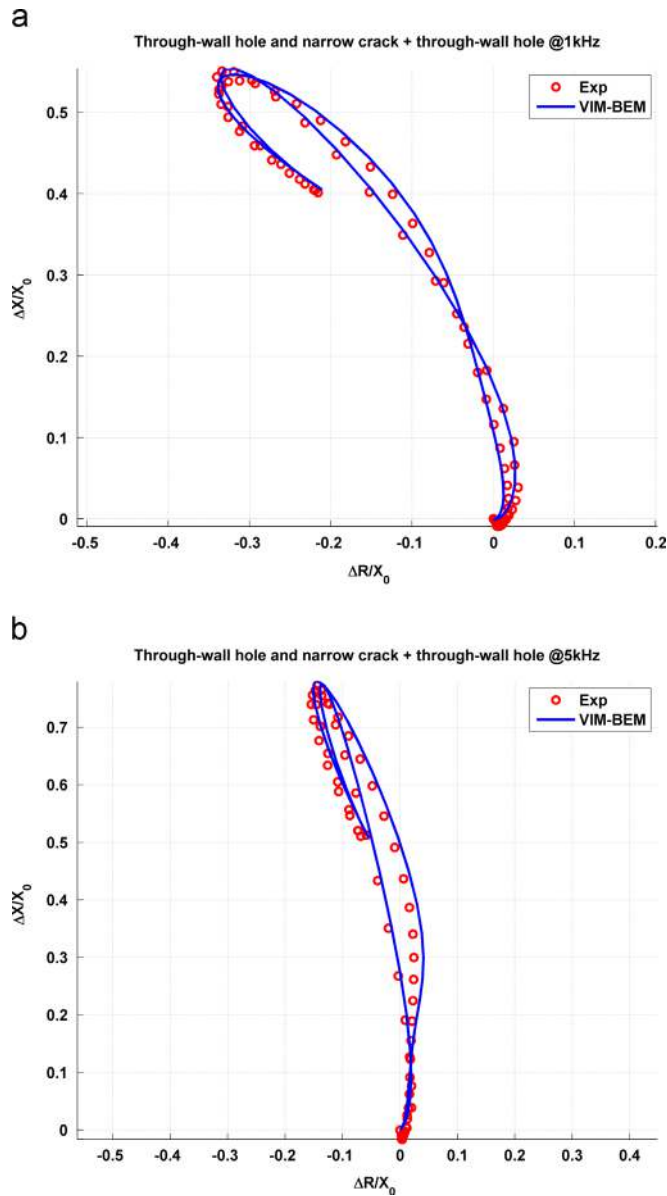 a
Through-wall hole and narrow crack + through-wall hole @1kHz
Exp
VIM-BEM
0.5
0.4
0.3
0.2
0.1
0
ΔX/X₀
-0.5 -0.4 -0.3 -0.2 -0.1 0 0.1 0.2
ΔR/X₀
b
Through-wall hole and narrow crack + through-wall hole @5kHz
Exp
VIM-BEM
0.7
0.6
0.5
0.4
0.3
0.2
0.1
0
ΔX/X₀
-0.5 -0.4 -0.3 -0.2 -0.1 0 0.1 0.2 0.3 0.4
ΔR/X₀